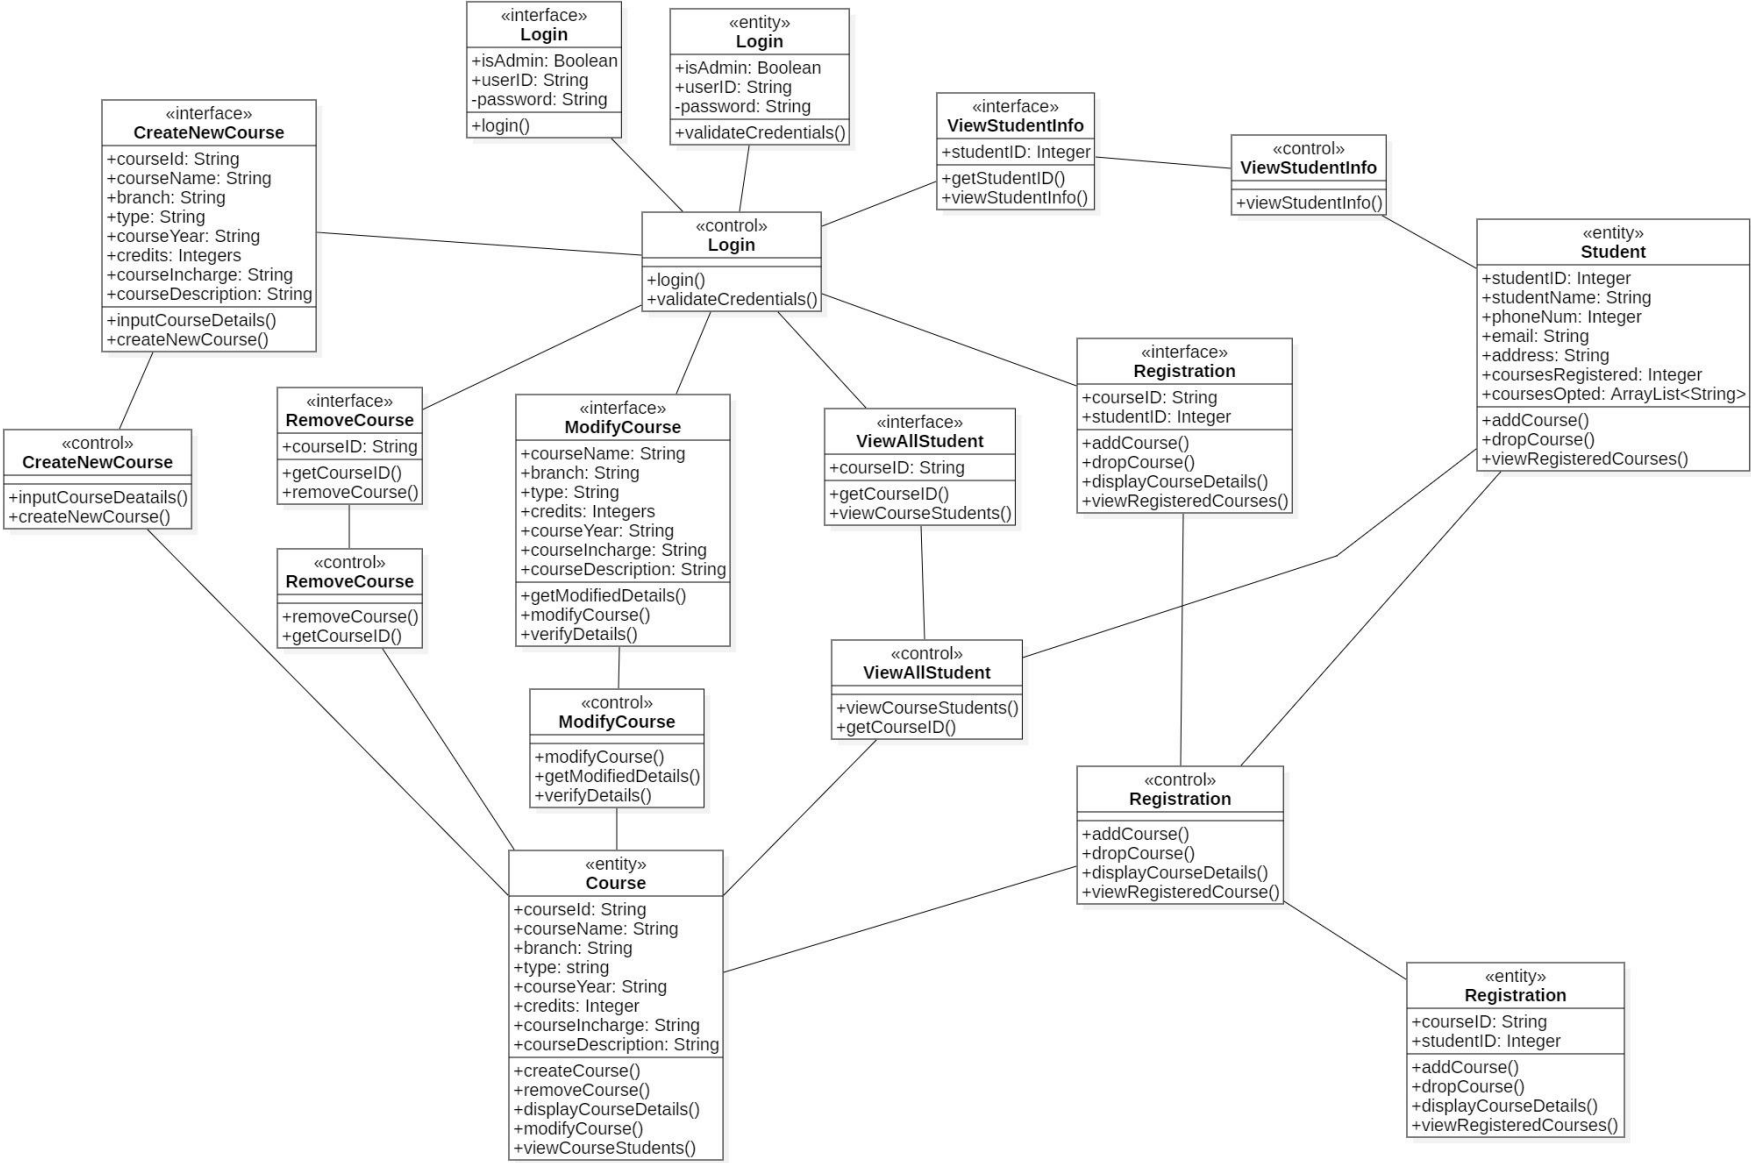 «interface»
Login
+isAdmin: Boolean
+userID: String
-password: String
+login()
«entity»
Login
+isAdmin: Boolean
+userID: String
-password: String
+validateCredentials()
«interface»
CreateNewCourse
+courseId: String
+courseName: String
+branch: String
+type: String
+courseYear: String
+credits: Integers
+courseIncharge: String
+courseDescription: String
+inputCourseDetails()
+createNewCourse()
«interface»
ViewStudentInfo
+studentID: Integer
+getStudentID()
+viewStudentInfo()
«control»
ViewStudentInfo
+viewStudentInfo()
«control»
Login
+login()
+validateCredentials()
«entity»
Student
+studentID: Integer
+studentName: String
+phoneNum: Integer
+email: String
+address: String
+coursesRegistered: Integer
+coursesOpted: ArrayList<String>
+addCourse()
+dropCourse()
+viewRegisteredCourses()
«control»
CreateNewCourse
+inputCourseDeatails()
+createNewCourse()
«interface»
RemoveCourse
+courseID: String
+getCourseID()
+removeCourse()
«interface»
ModifyCourse
+courseName: String
+branch: String
+type: String
+credits: Integers
+courseYear: String
+courseIncharge: String
+courseDescription: String
+getModifiedDetails()
+modifyCourse()
+verifyDetails()
«interface»
ViewAllStudent
+courseID: String
+getCourseID()
+viewCourseStudents()
«interface»
Registration
+courseID: String
+studentID: Integer
+addCourse()
+dropCourse()
+displayCourseDetails()
+viewRegisteredCourses()
«control»
RemoveCourse
+removeCourse()
+getCourseID()
«control»
ModifyCourse
+modifyCourse()
+getModifiedDetails()
+verifyDetails()
«control»
ViewAllStudent
+viewCourseStudents()
+getCourseID()
«control»
Registration
+addCourse()
+dropCourse()
+displayCourseDetails()
+viewRegisteredCourse()
«entity»
Course
+courseId: String
+courseName: String
+branch: String
+type: string
+courseYear: String
+credits: Integer
+courseIncharge: String
+courseDescription: String
+createCourse()
+removeCourse()
+displayCourseDetails()
+modifyCourse()
+viewCourseStudents()
«entity»
Registration
+courseID: String
+studentID: Integer
+addCourse()
+dropCourse()
+displayCourseDetails()
+viewRegisteredCourses()